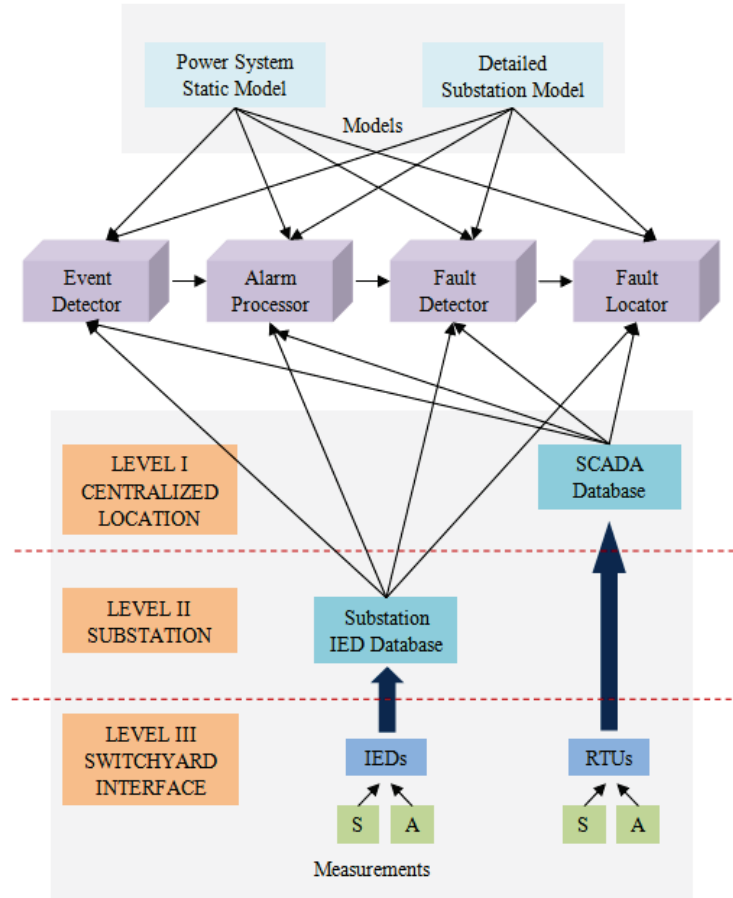 Power System
Static Model
Detailed
Substation Model
Models
Event
Detector
Alarm
Processor
Fault
Detector
Fault
Locator
LEVEL I
CENTRALIZED
LOCATION
SCADA
Database
LEVEL II
SUBSTATION
Substation
IED Database
LEVEL III
SWITCHYARD
INTERFACE
IEDs
RTUs
S
A
S
A
Measurements